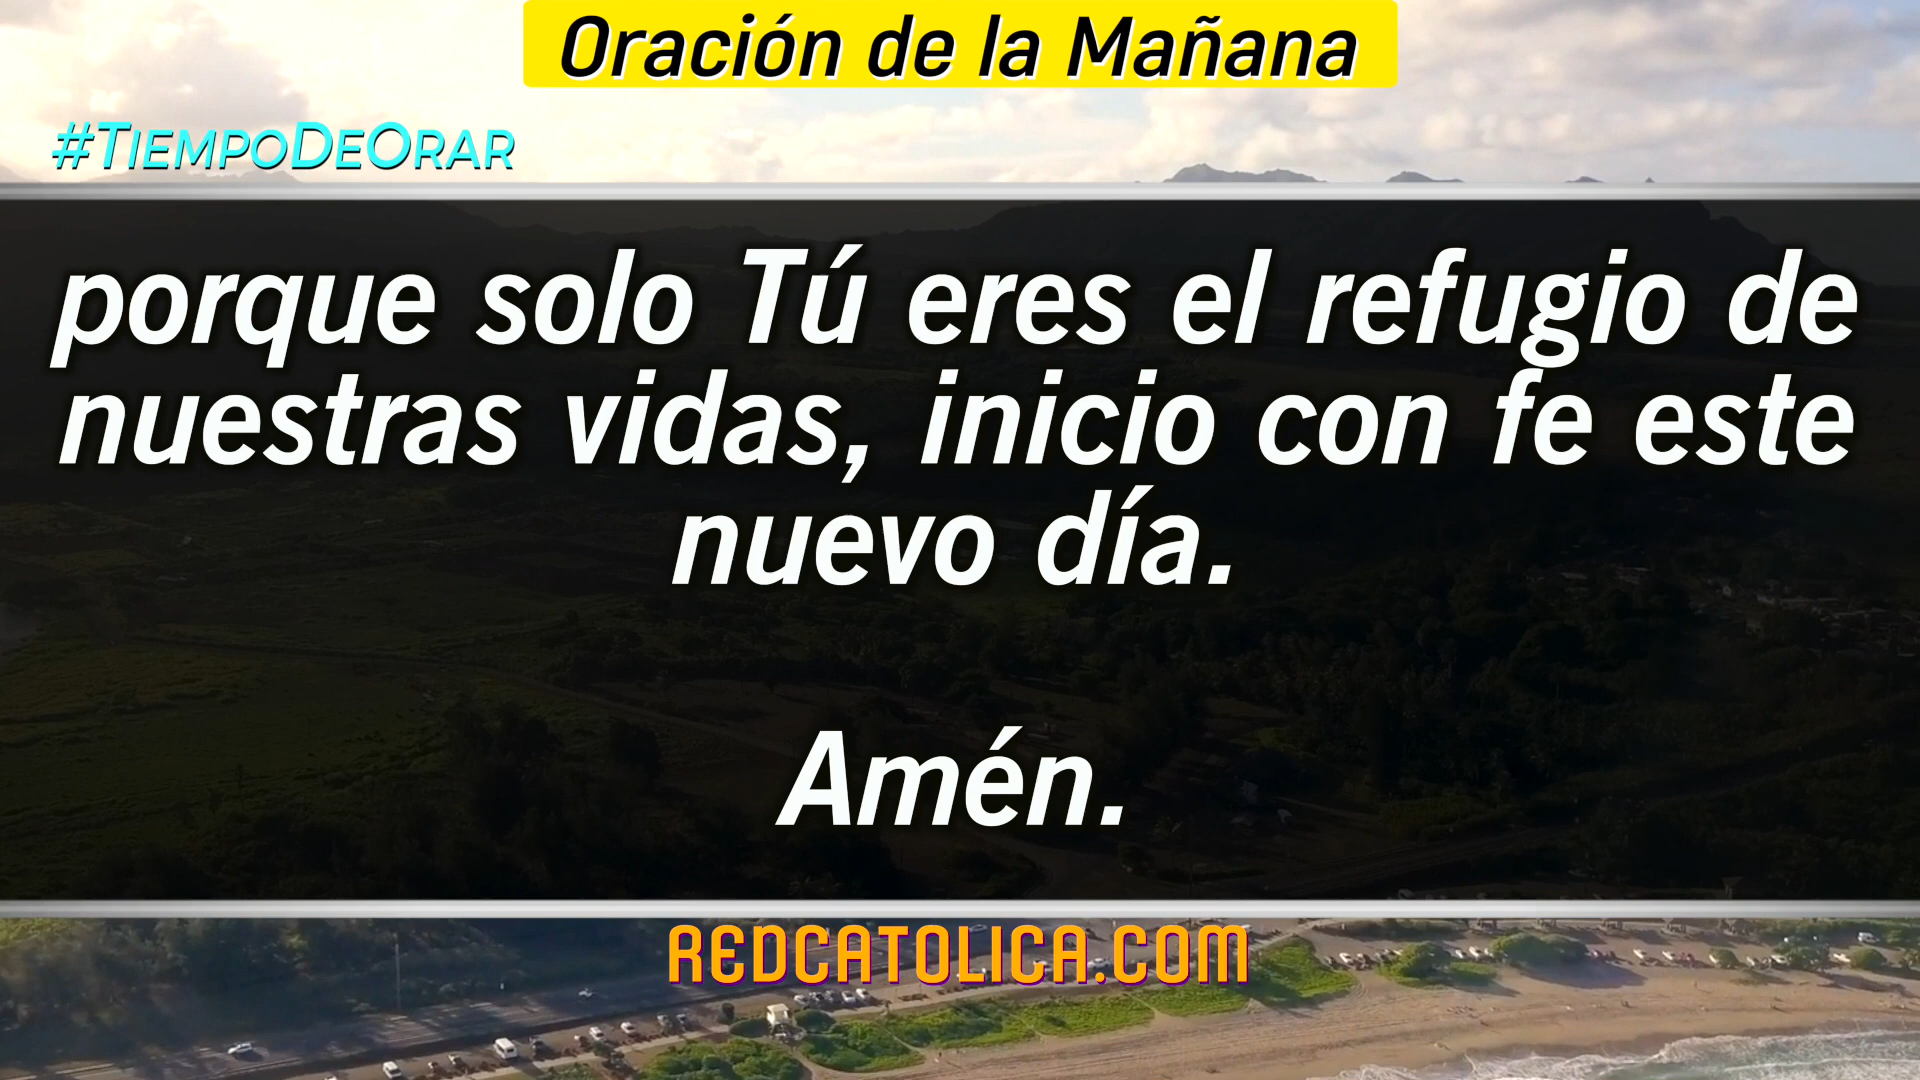 Oración de la Mañana
#TiempoDeOrar
porque solo Tú eres el refugio de
nuestras vidas, inicio con fe este
nuevo día.
Amén.
REDCATOLICA.COM